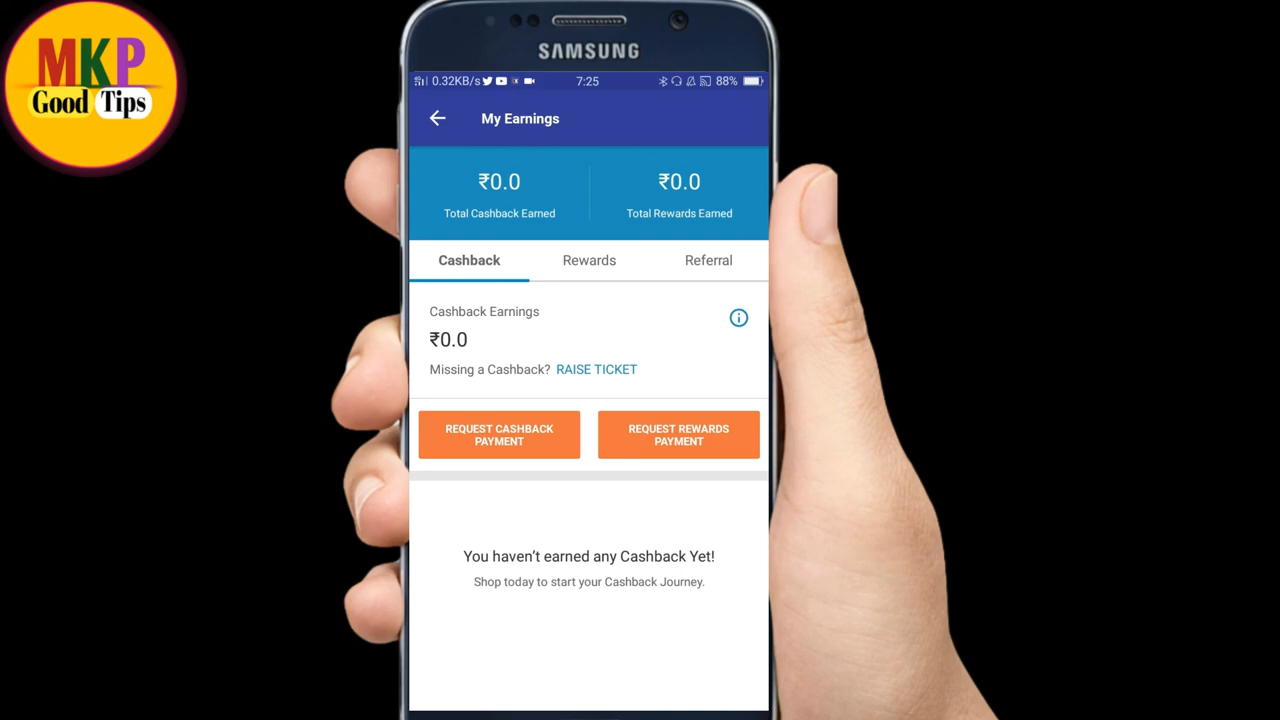 MKP
Good Tips
SAMSUNG
0.32KB/s 7:25 88%
My Earnings
₹0.0 ₹0.0
Total Cashback Earned Total Rewards Earned
Cashback Rewards Referral
Cashback Earnings
₹0.0
Missing a Cashback? RAISE TICKET
REQUEST CASHBACK PAYMENT
REQUEST REWARDS PAYMENT
You haven’t earned any Cashback Yet!
Shop today to start your Cashback Journey.